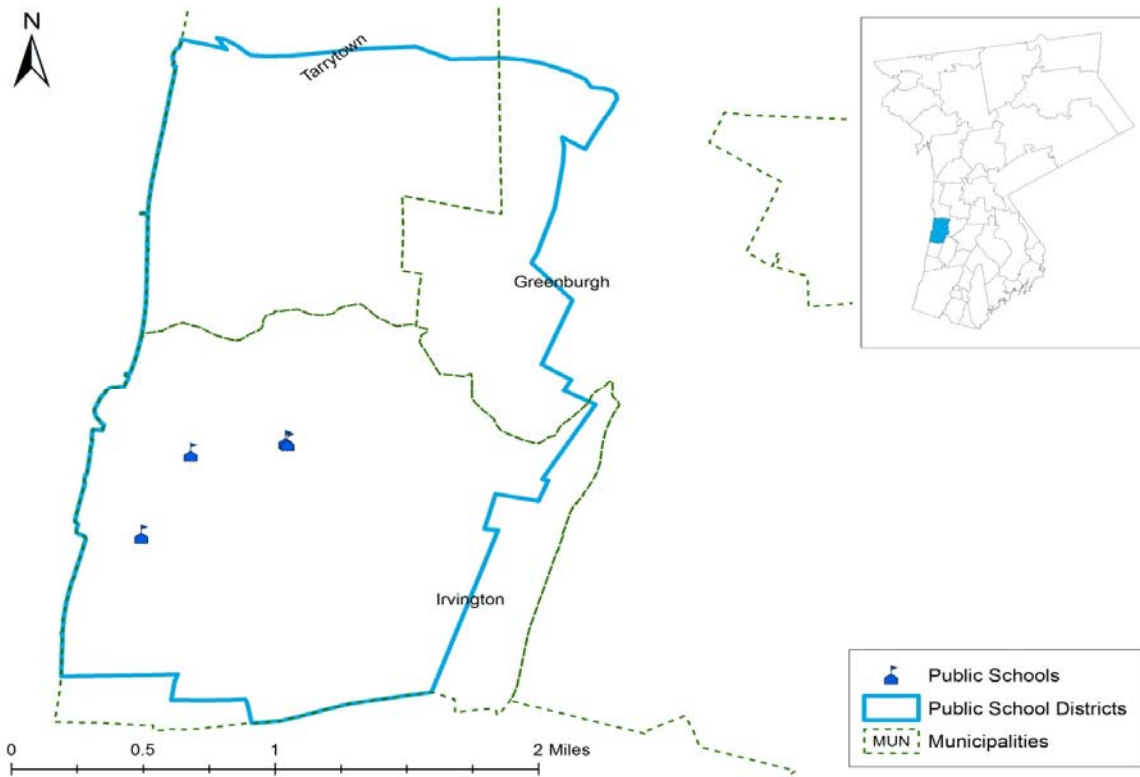 N
Tarrytown
Greenburgh
Irvington
0 0.5 1 2 Miles
Public Schools
Public School Districts
MUN Municipalities